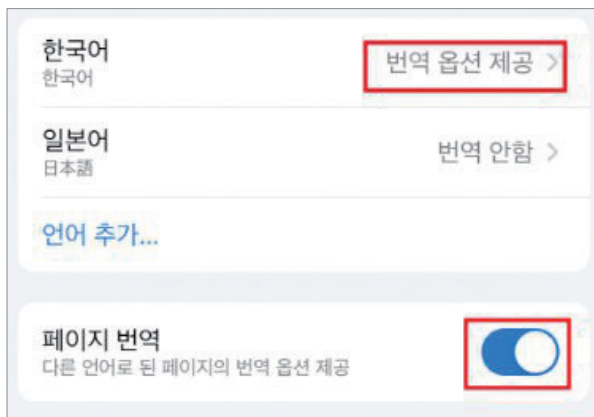 한국어
한국어
번역 옵션 제공
일본어
日本語
번역 안함
언어 추가...
페이지 번역
다른 언어로 된 페이지의 번역 옵션 제공